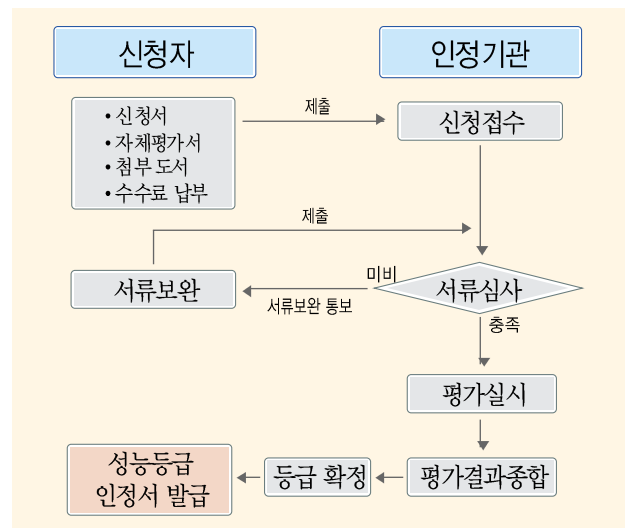 신청자
인정기관
• 신청서
• 자체평가서
• 첨부 도서
• 수수료 납부
제출
신청접수
제출
서류보완
미비
서류보완 통보
서류심사
충족
평가실시
성능등급
인정서 발급
등급 확정
평가결과종합